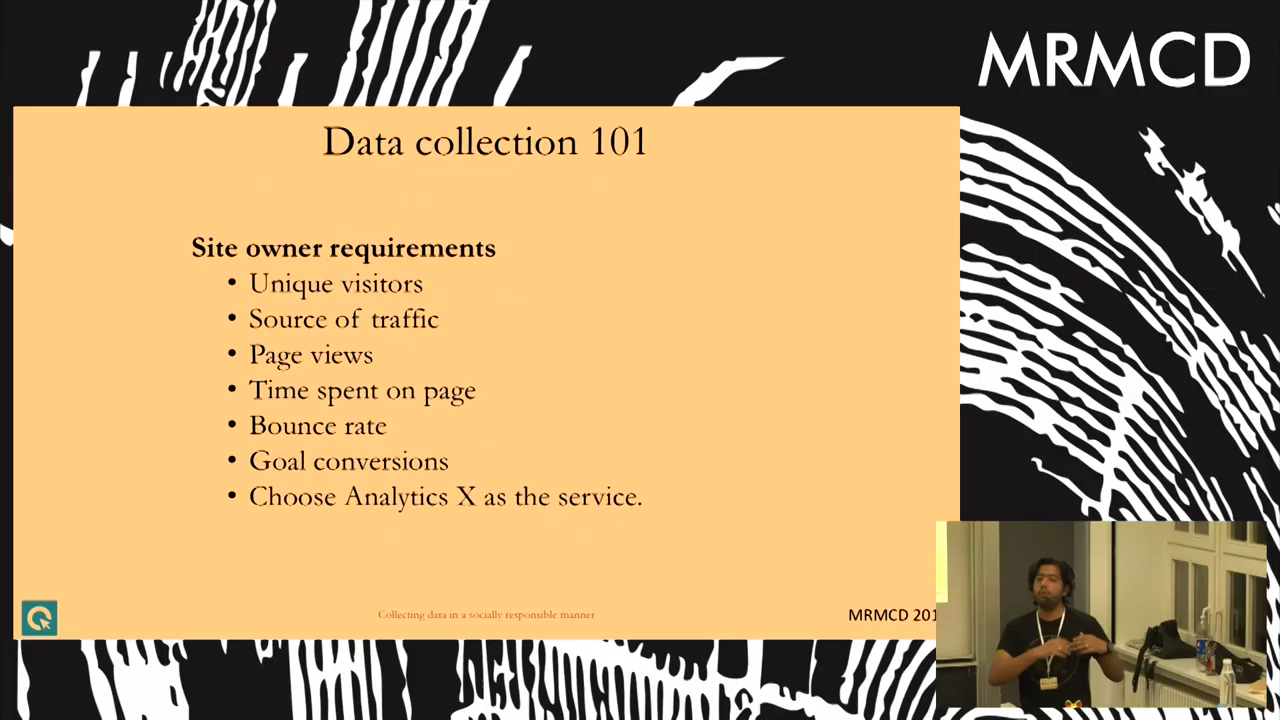 MRMCD
Data collection 101
Site owner requirements
• Unique visitors
• Source of traffic
• Page views
• Time spent on page
• Bounce rate
• Goal conversions
• Choose Analytics X as the service.
Collecting data in a socially responsible manner
MRMCD 201